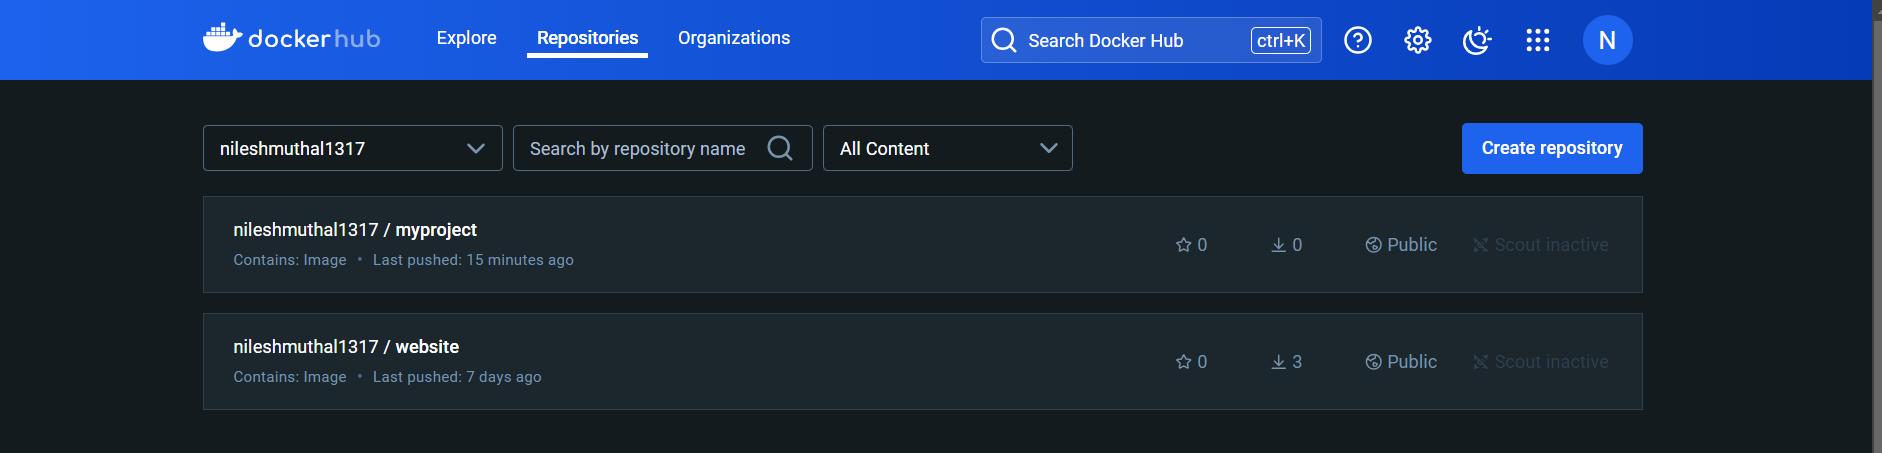 dockerhub Explore Repositories Organizations Search Docker Hub ctrl+K N
nileshmuthal1317 Search by repository name All Content Create repository
nileshmuthal1317 / myproject
Contains: Image • Last pushed: 15 minutes ago
0 0 Public Scout inactive
nileshmuthal1317 / website
Contains: Image • Last pushed: 7 days ago
0 3 Public Scout inactive